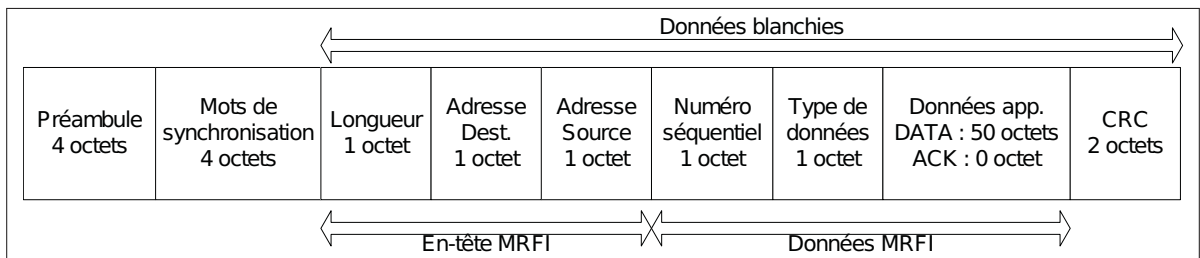 Données blanchies
Préambule
4 octets
Mots de
synchronisation
4 octets
Longueur
1 octet
Adresse
Dest.
1 octet
Adresse
Source
1 octet
Numéro
séquentiel
1 octet
Type de
données
1 octet
Données app.
DATA : 50 octets
ACK : 0 octet
CRC
2 octets
En-tête MRFI
Données MRFI